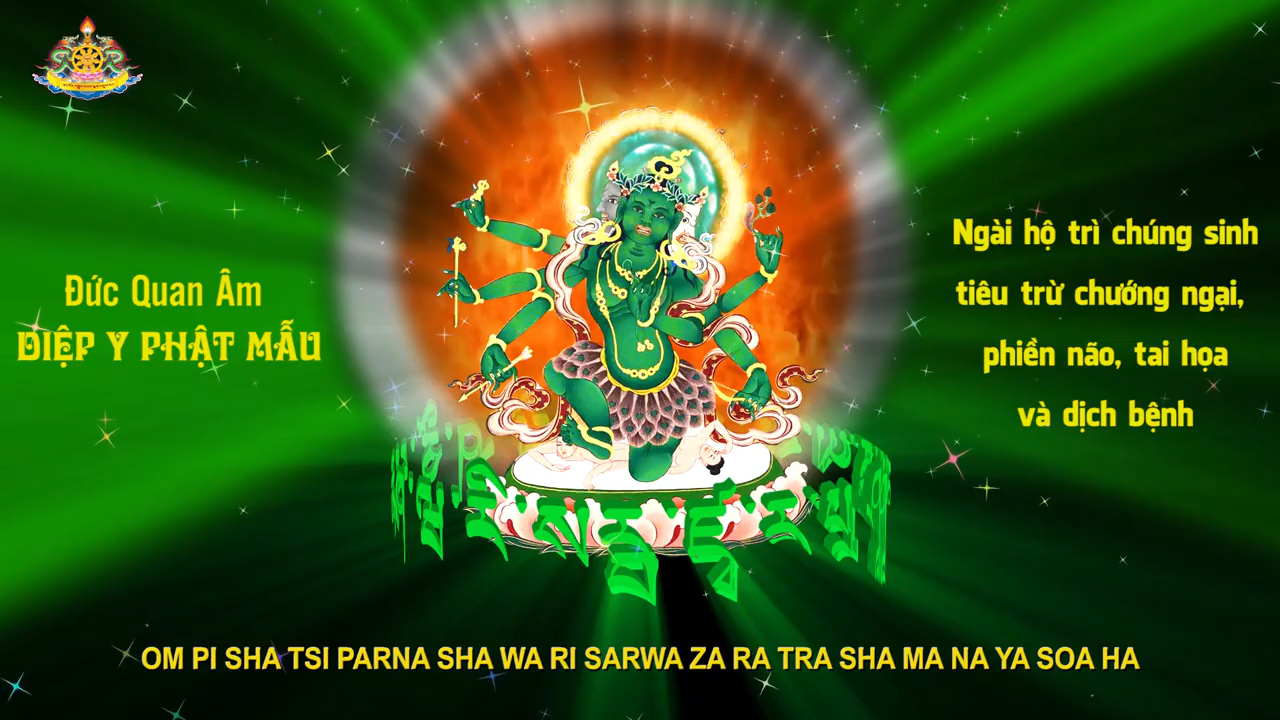 Đức Quan Âm
DIỆP Y PHẬT MẪU
Ngài hộ trì chúng sinh
tiêu trừ chướng ngại,
phiền não, tai họa
và dịch bệnh
OM PI SHA TSI PARNA SHA WA RI SARWA ZA RA TRA SHA MA NA YA SOA HA